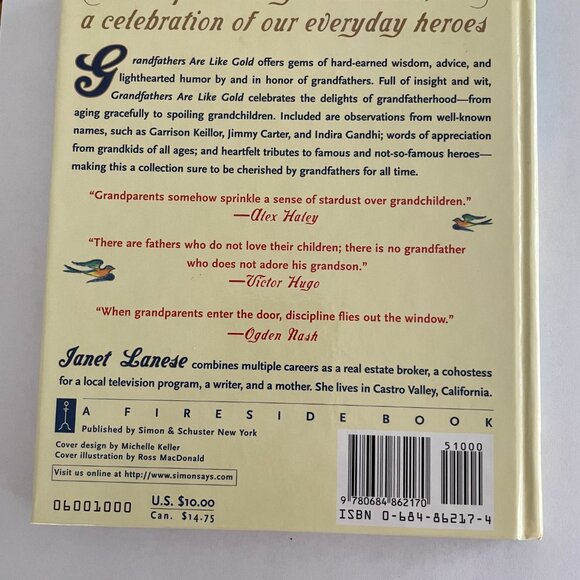 a celebration of our everyday heroes
Grandfathers Are Like Gold offers gems of hard-earned wisdom, advice, and
lighthearted humor by and in honor of grandfathers. Full of insight and wit,
Grandfathers Are Like Gold celebrates the delights of grandfatherhood—from
aging gracefully to spoiling grandchildren. Included are observations from well-known
names, such as Garrison Keillor, Jimmy Carter, and Indira Gandhi; words of appreciation
from grandkids of all ages; and heartfelt tributes to famous and not-so-famous heroes—
making this a collection sure to be cherished by grandfathers for all time.
“Grandparents somehow sprinkle a sense of stardust over grandchildren.”
—Alex Haley
“There are fathers who do not love their children; there is no grandfather
who does not adore his grandson.”
—Victor Hugo
“When grandparents enter the door, discipline flies out the window.”
—Ogden Nash
Janet Lanese combines multiple careers as a real estate broker, a cohostess
for a local television program, a writer, and a mother. She lives in Castro Valley, California.
A FIRESIDE BOOK
Published by Simon & Schuster New York
Cover design by Michelle Keller
Cover illustration by Ross MacDonald
Visit us online at http://www.simonsays.com
06001000
U.S. $10.00
Can. $14.75
51000
9 780684 862170
ISBN 0-684-86217-4